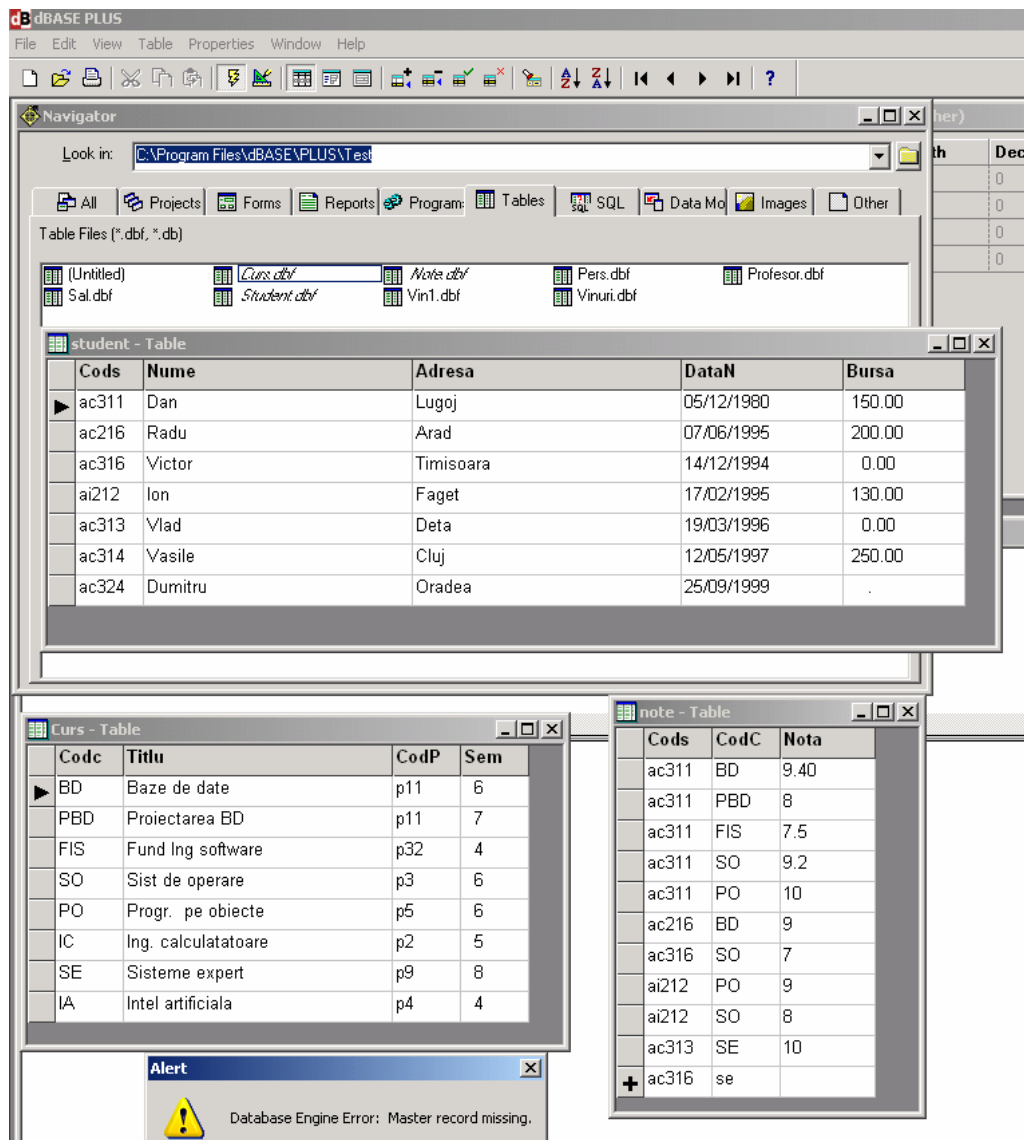 dB dBASE PLUS
File Edit View Table Properties Window Help
Navigator
her)
Look in: C:\Program Files\dBASE\PLUS\Test
th Dec
0
All Projects Forms Reports Program: Tables SQL Data Mo Images Other
0
Table Files (*.dbf, *.db)
0
0
(Untitled) Curs.dbf Note.dbf Pers.dbf Profesor.dbf
Sal.dbf Student.dbf Vin1.dbf Vinuri.dbf
student - Table
Cods Nume Adresa DataN Bursa
ac311 Dan Lugoj 05/12/1980 150.00
ac216 Radu Arad 07/06/1995 200.00
ac316 Victor Timisoara 14/12/1994 0.00
ai212 Ion Faget 17/02/1995 130.00
ac313 Vlad Deta 19/03/1996 0.00
ac314 Vasile Cluj 12/05/1997 250.00
ac324 Dumitru Oradea 25/09/1999 .
Curs - Table
Codc Titlu CodP Sem
BD Baze de date p11 6
PBD Proiectarea BD p11 7
FIS Fund Ing software p32 4
SO Sist de operare p3 6
PO Progr. pe obiecte p5 6
IC Ing. calculatatoare p2 5
SE Sisteme expert p9 8
IA Intel artificiala p4 4
note - Table
Cods CodC Nota
ac311 BD 9.40
ac311 PBD 8
ac311 FIS 7.5
ac311 SO 9.2
ac311 PO 10
ac216 BD 9
ac316 SO 7
ai212 PO 9
ai212 SO 8
ac313 SE 10
ac316 se
Alert
Database Engine Error: Master record missing.